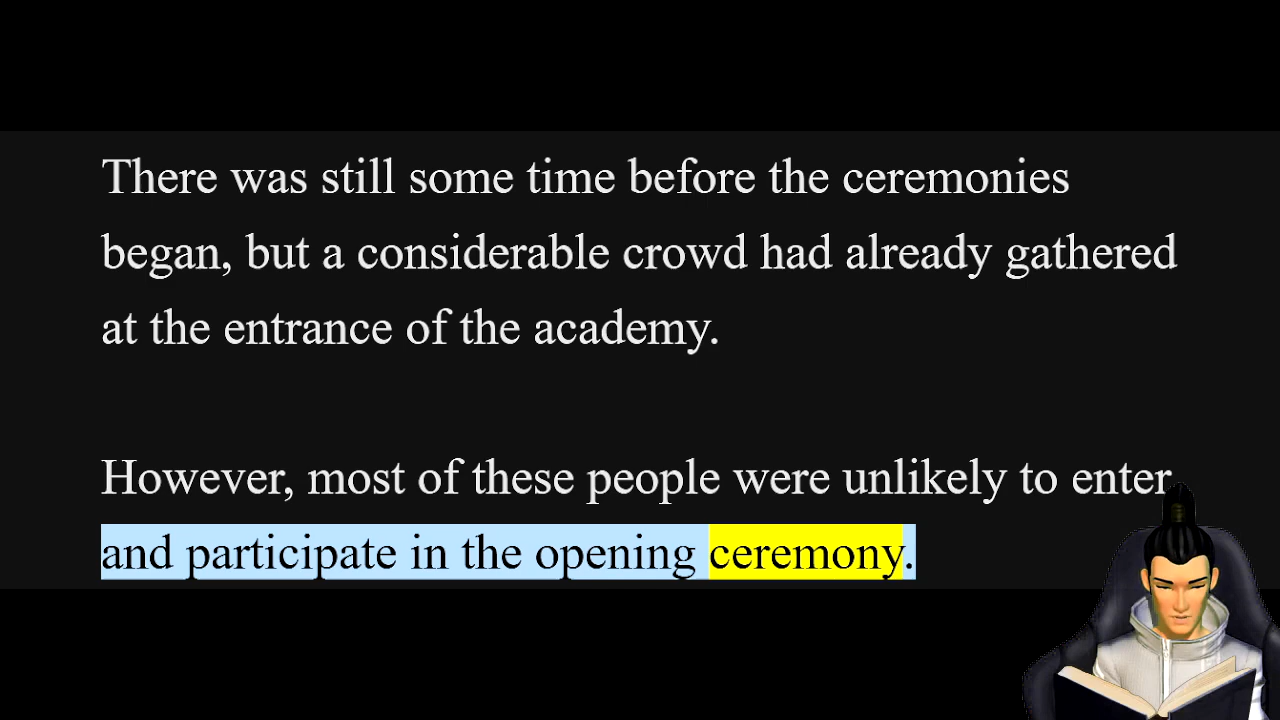 There was still some time before the ceremonies
began, but a considerable crowd had already gathered
at the entrance of the academy.
However, most of these people were unlikely to enter
and participate in the opening ceremony.